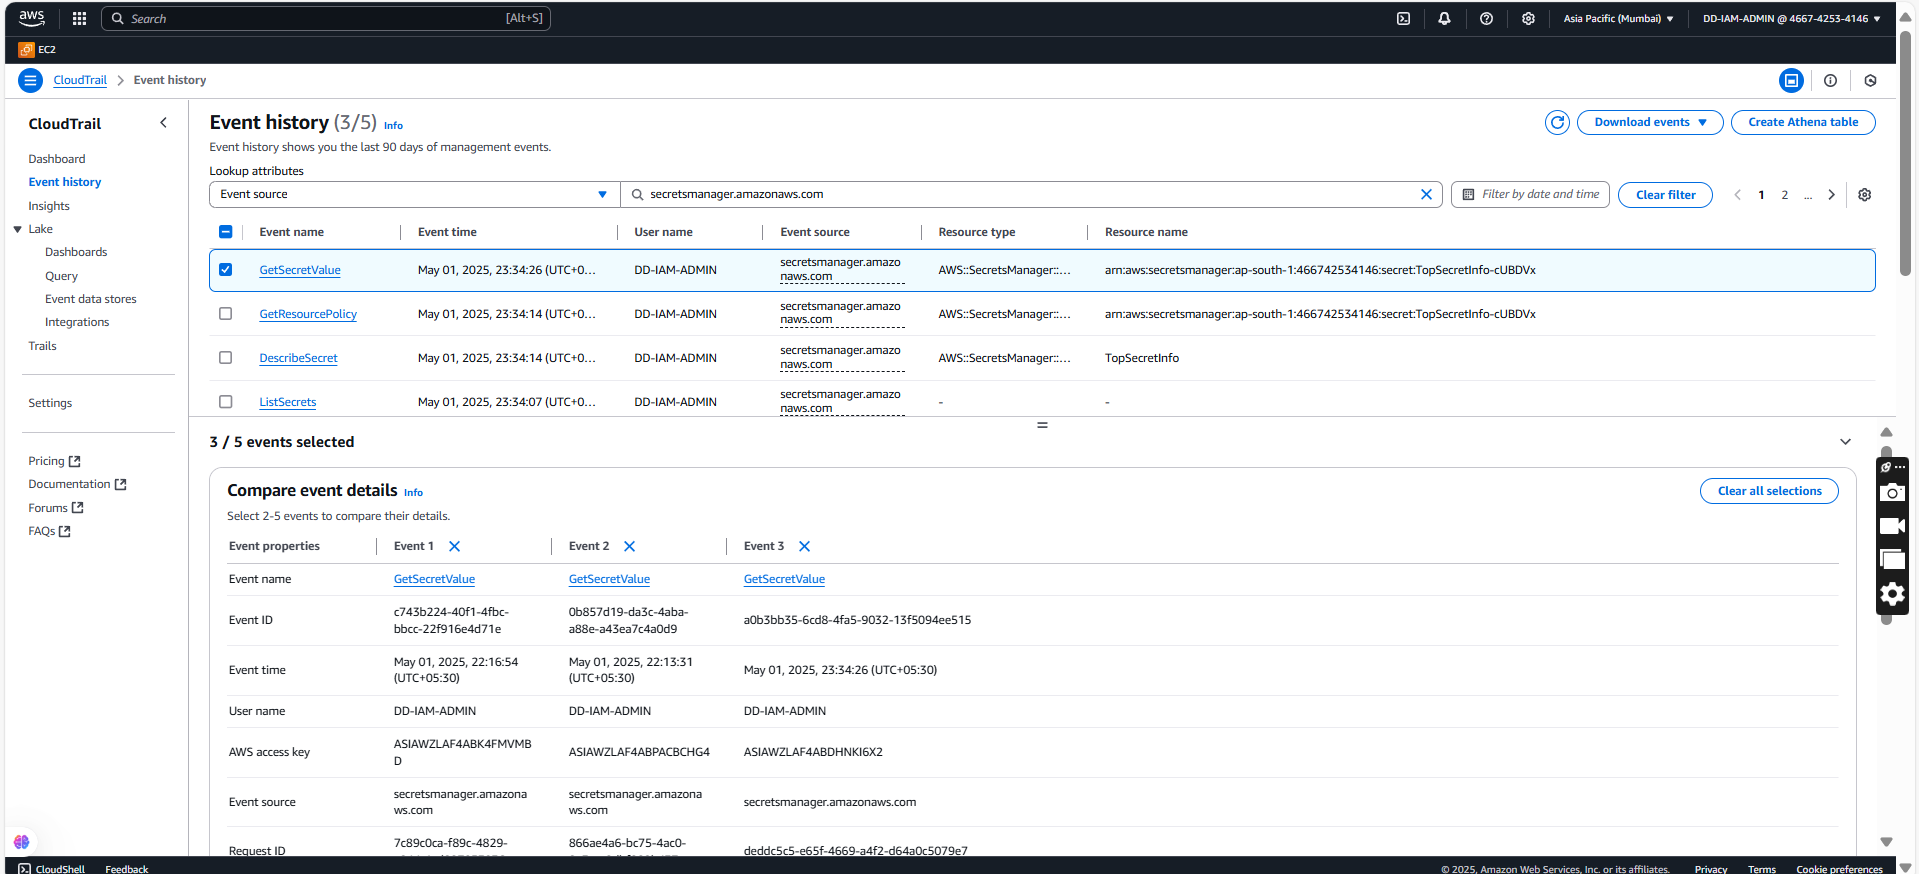 aws
Search [Alt+S]
Asia Pacific (Mumbai) ▼ DD-IAM-ADMIN @ 4667-4253-4146 ▼
EC2
CloudTrail > Event history
CloudTrail
Dashboard
Event history
Insights
Lake
Dashboards
Query
Event data stores
Integrations
Trails
Settings
Pricing
Documentation
Forums
FAQs
Event history (3/5) Info
Download events ▼ Create Athena table
Event history shows you the last 90 days of management events.
Lookup attributes
Event source secretsmanager.amazonaws.com Filter by date and time Clear filter 1 2 ...
Event name Event time User name Event source Resource type Resource name
GetSecretValue May 01, 2025, 23:34:26 (UTC+0... DD-IAM-ADMIN secretsmanager.amazo
naws.com AWS::SecretsManager::... arn:aws:secretsmanager:ap-south-1:466742534146:secret:TopSecretInfo-cUBDVx
GetResourcePolicy May 01, 2025, 23:34:14 (UTC+0... DD-IAM-ADMIN secretsmanager.amazo
naws.com AWS::SecretsManager::... arn:aws:secretsmanager:ap-south-1:466742534146:secret:TopSecretInfo-cUBDVx
DescribeSecret May 01, 2025, 23:34:14 (UTC+0... DD-IAM-ADMIN secretsmanager.amazo
naws.com AWS::SecretsManager::... TopSecretInfo
ListSecrets May 01, 2025, 23:34:07 (UTC+0... DD-IAM-ADMIN secretsmanager.amazo
naws.com - -
3 / 5 events selected
Compare event details Info
Clear all selections
Select 2-5 events to compare their details.
Event properties Event 1 Event 2 Event 3
Event name GetSecretValue GetSecretValue GetSecretValue
Event ID c743b224-40f1-4fbc-
bbcc-22f916e4d71e 0b857d19-da3c-4aba-
a88e-a43ea7c4a0d9 a0b3bb35-6cd8-4fa5-9032-13f5094ee515
Event time May 01, 2025, 22:16:54
(UTC+05:30) May 01, 2025, 22:13:31
(UTC+05:30) May 01, 2025, 23:34:26 (UTC+05:30)
User name DD-IAM-ADMIN DD-IAM-ADMIN DD-IAM-ADMIN
AWS access key ASIAWZLAF4ABK4FMVMB
D ASIAWZLAF4ABPACBCHG4 ASIAWZLAF4ABDHNKI6X2
Event source secretsmanager.amazona
ws.com secretsmanager.amazona
ws.com secretsmanager.amazonaws.com
Request ID 7c89c0ca-f89c-4829- 866ae4a6-bc75-4ac0- deddc5c5-e65f-4669-a4f2-d64a0c5079e7
CloudShell Feedback © 2025, Amazon Web Services, Inc. or its affiliates. Privacy Terms Cookie preferences